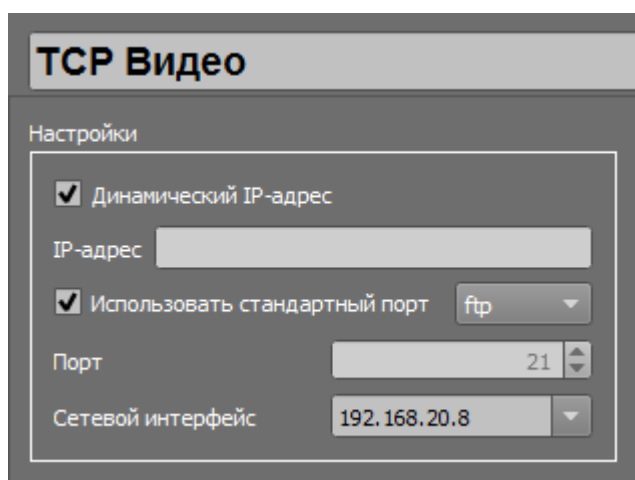 TCP Видео
Настройки
Динамический IP-адрес
IP-адрес
Использовать стандартный порт ftp
Порт 21
Сетевой интерфейс 192.168.20.8